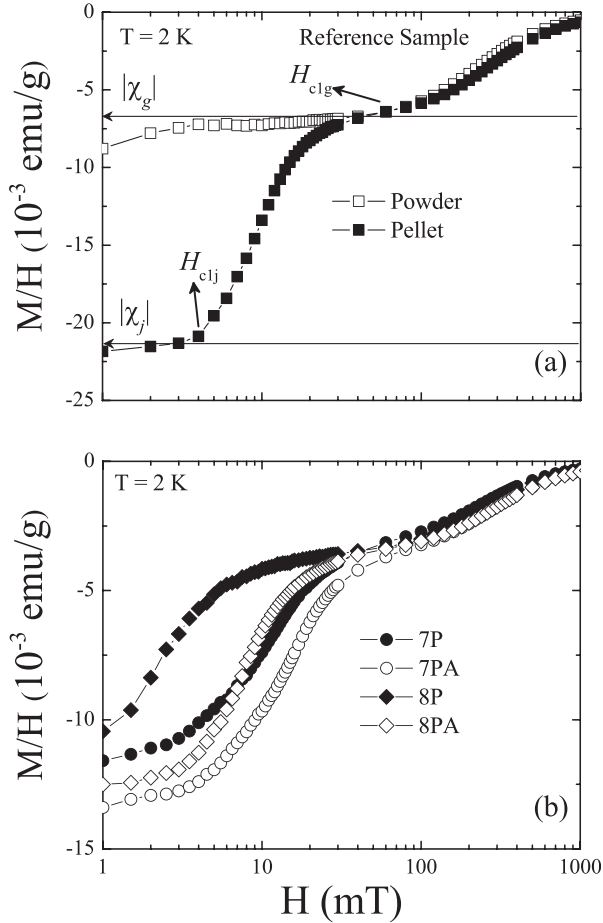 0
T = 2 K
Reference Sample
|χg|
Hc1g
-5
-10
Powder
Pellet
M/H (10-3 emu/g)
-15
Hc1j
-20
|χj|
(a)
-25
0
T = 2 K
-5
7P
7PA
8P
8PA
M/H (10-3 emu/g)
-10
(b)
-15
1
10
100
1000
H (mT)